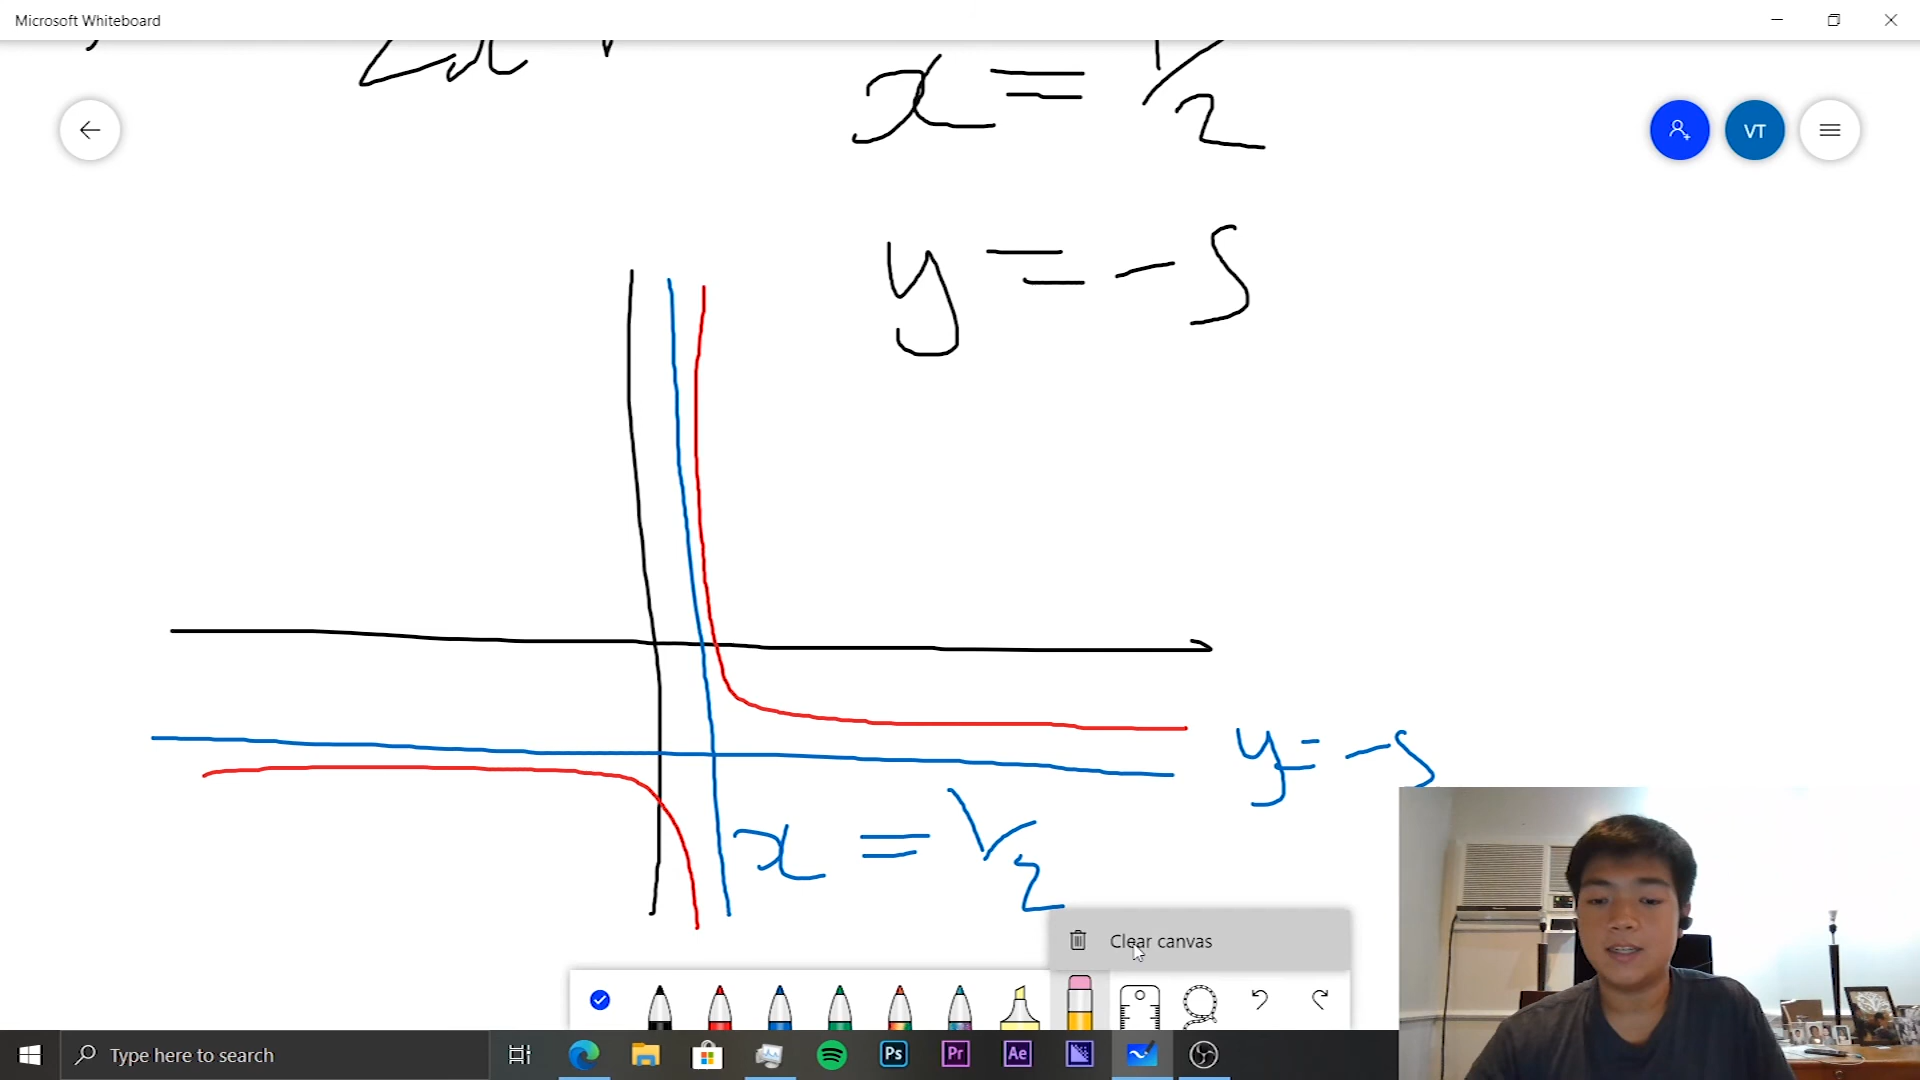 Microsoft Whiteboard
x = 1/2
VT
y = -5
y = -5
x = 1/2
Clear canvas
Type here to search
Ps
Pr
Ae